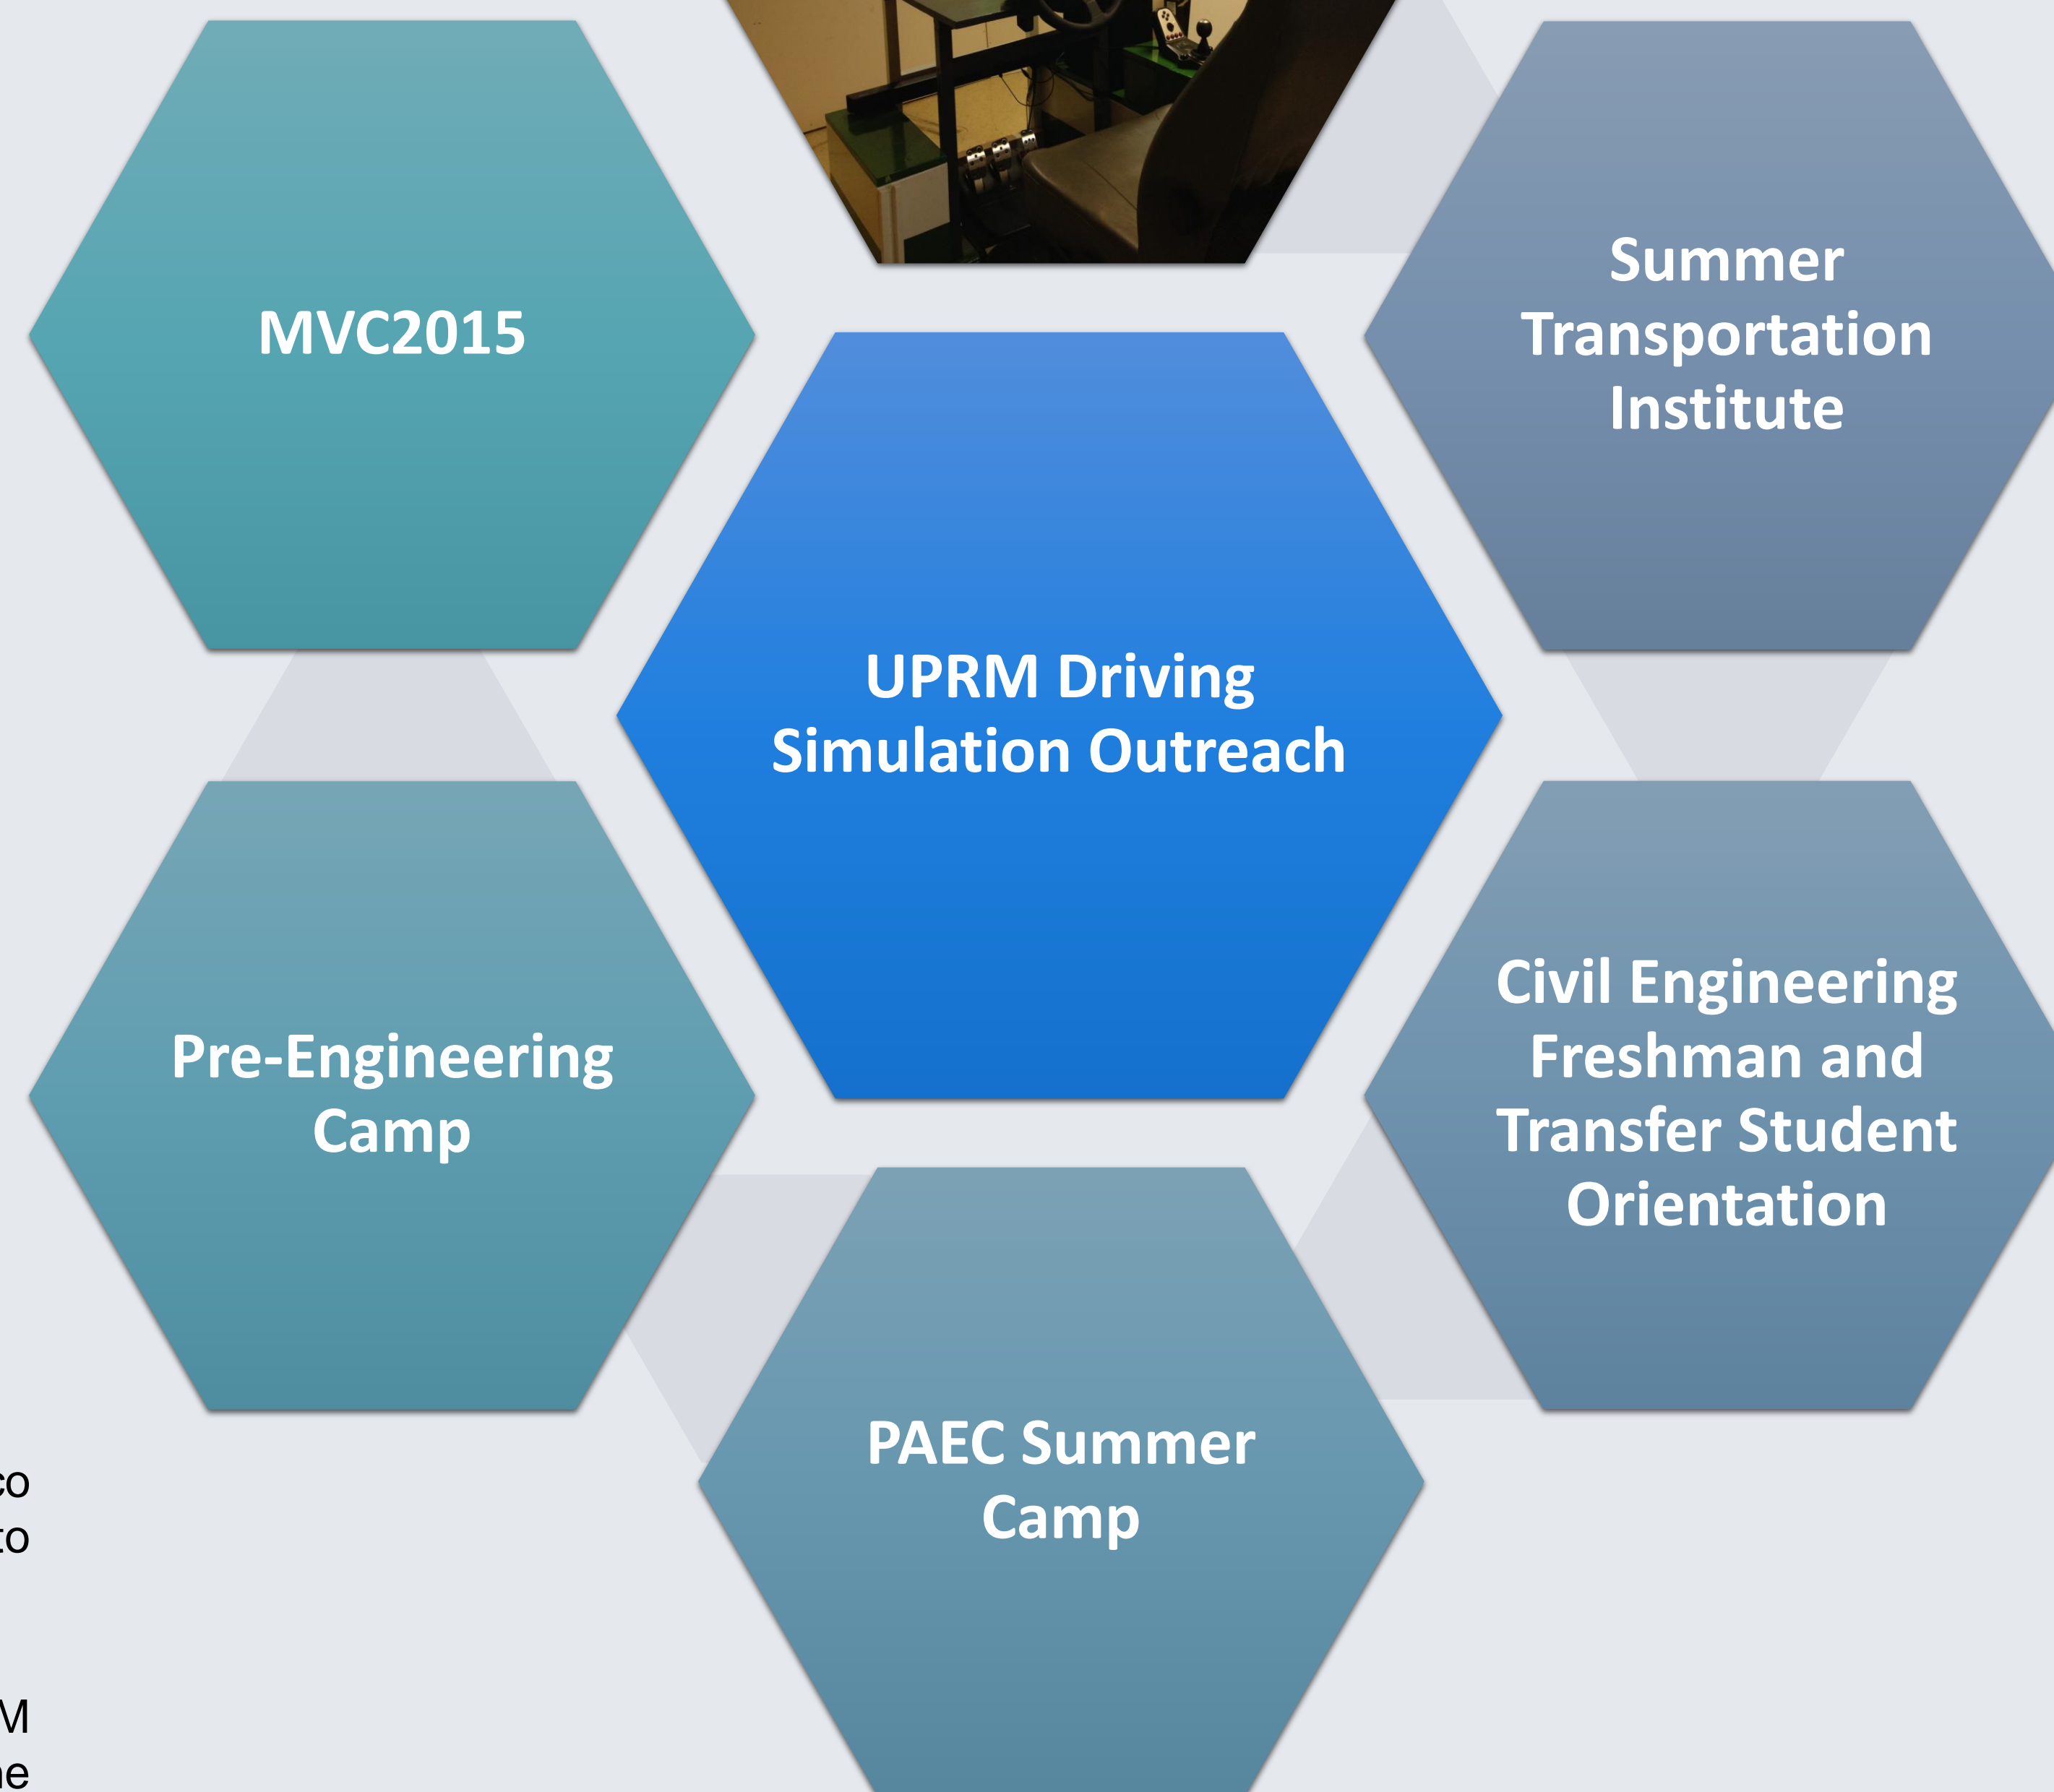 MVC2015
Summer
Transportation
Institute
UPRM Driving
Simulation Outreach
Pre-Engineering
Camp
Civil Engineering
Freshman and
Transfer Student
Orientation
PAEC Summer
Camp
to